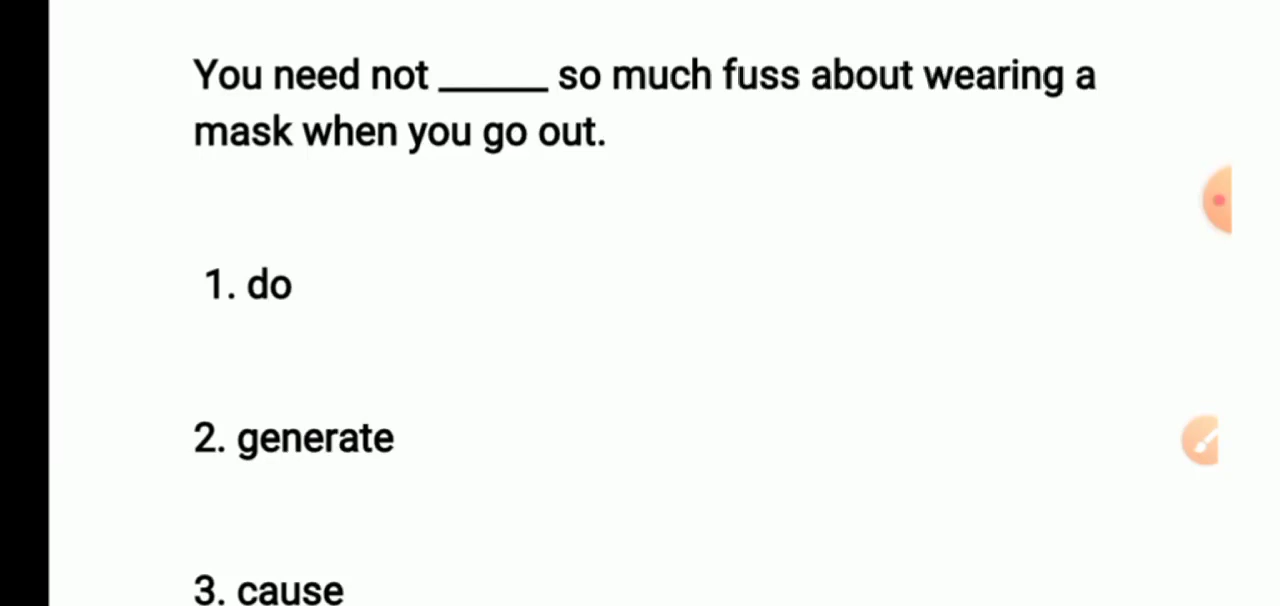 You need not ______ so much fuss about wearing a
mask when you go out.
1. do
2. generate
3. cause